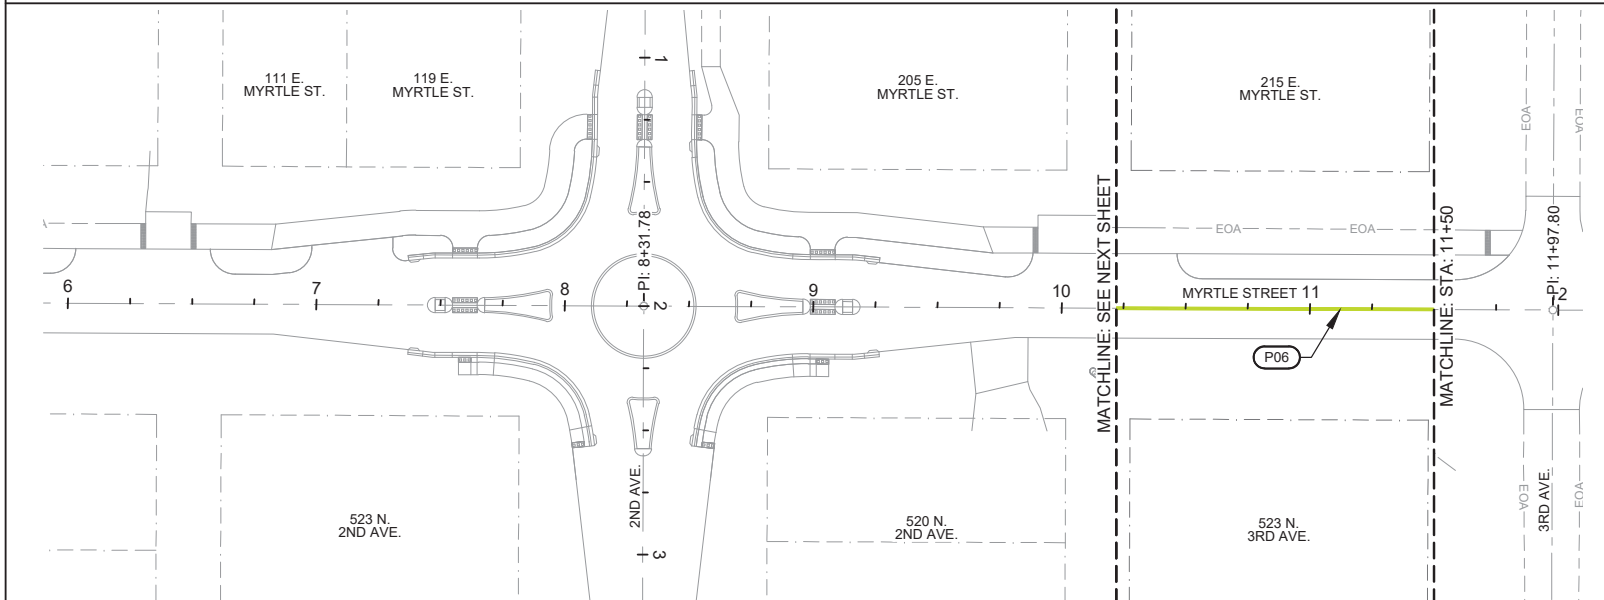 111 E.
MYRTLE ST.
119 E.
MYRTLE ST.
205 E.
MYRTLE ST.
215 E.
MYRTLE ST.
EOA
EOA
1
EOA
EOA
PI: 8+31.78
MATCHLINE: SEE NEXT SHEET
MATCHLINE: STA: 11+50
PI: 11+97.80
6
7
8
2
9
10
MYRTLE STREET 11
12
P06
523 N.
2ND AVE.
2ND AVE.
3
520 N.
2ND AVE.
523 N.
3RD AVE.
EOA
3RD AVE.
EOA